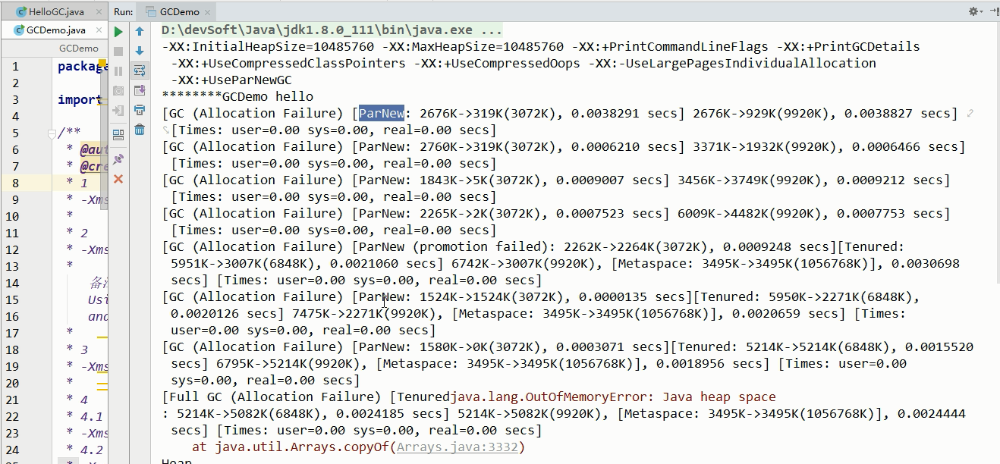 HelloGC.java
Run:
GCDemo
GCDemo.java
GCDemo
1 package
2
3 import
4
5 /**
6 * @aut
7 * @cre
8 * 1
9 * -Xms
10 *
11 * 2
12 * -Xms
13 *
14
15 Usi
16 and
17 *
18 * 3
19 * -Xms
20 *
21 * 4
22 * 4.1
23 * -Xms
24 * 4.2
D:\devSoft\Java\jdk1.8.0_111\bin\java.exe ...
-XX:InitialHeapSize=10485760 -XX:MaxHeapSize=10485760 -XX:+PrintCommandLineFlags -XX:+PrintGCDetails
-XX:+UseCompressedClassPointers -XX:+UseCompressedOops -XX:-UseLargePagesIndividualAllocation
-XX:+UseParNewGC
********GCDemo hello
[GC (Allocation Failure) [ParNew: 2676K->319K(3072K), 0.0038291 secs] 2676K->929K(9920K), 0.0038827 secs]
[Times: user=0.00 sys=0.00, real=0.00 secs]
[GC (Allocation Failure) [ParNew: 2760K->319K(3072K), 0.0006210 secs] 3371K->1932K(9920K), 0.0006466 secs]
[Times: user=0.00 sys=0.00, real=0.00 secs]
[GC (Allocation Failure) [ParNew: 1843K->5K(3072K), 0.0009007 secs] 3456K->3749K(9920K), 0.0009212 secs]
[Times: user=0.00 sys=0.00, real=0.00 secs]
[GC (Allocation Failure) [ParNew: 2265K->2K(3072K), 0.0007523 secs] 6009K->4482K(9920K), 0.0007753 secs]
[Times: user=0.00 sys=0.00, real=0.00 secs]
[GC (Allocation Failure) [ParNew (promotion failed): 2262K->2264K(3072K), 0.0009248 secs][Tenured:
5951K->3007K(6848K), 0.0021060 secs] 6742K->3007K(9920K), [Metaspace: 3495K->3495K(1056768K)], 0.0030698
secs] [Times: user=0.00 sys=0.00, real=0.00 secs]
[GC (Allocation Failure) [ParNew: 1524K->1524K(3072K), 0.0000135 secs][Tenured: 5950K->2271K(6848K),
0.0020126 secs] 7475K->2271K(9920K), [Metaspace: 3495K->3495K(1056768K)], 0.0020659 secs] [Times:
user=0.00 sys=0.00, real=0.00 secs]
[GC (Allocation Failure) [ParNew: 1580K->0K(3072K), 0.0003071 secs][Tenured: 5214K->5214K(6848K), 0.0015520
secs] 6795K->5214K(9920K), [Metaspace: 3495K->3495K(1056768K)], 0.0018956 secs] [Times: user=0.00
sys=0.00, real=0.00 secs]
[Full GC (Allocation Failure) [Tenuredjava.lang.OutOfMemoryError: Java heap space
: 5214K->5082K(6848K), 0.0024185 secs] 5214K->5082K(9920K), [Metaspace: 3495K->3495K(1056768K)], 0.0024444
secs] [Times: user=0.00 sys=0.00, real=0.00 secs]
at java.util.Arrays.copyOf(Arrays.java:3332)
Heap